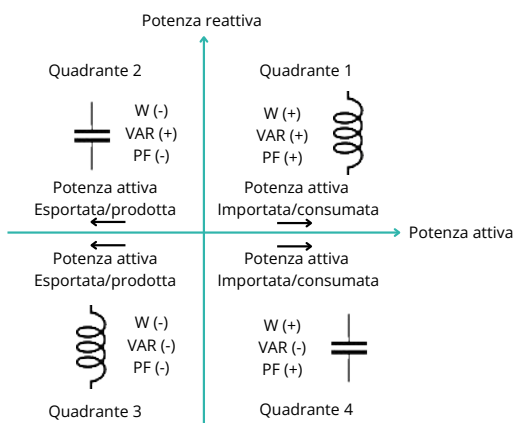 Potenza reattiva
Quadrante 2
W (-)
VAR (+)
PF (-)
Potenza attiva
Esportata/prodotta
Quadrante 1
W (+)
VAR (+)
PF (+)
Potenza attiva
Importata/consumata
Potenza attiva
Potenza attiva
Esportata/prodotta
W (-)
VAR (-)
PF (-)
Quadrante 3
Potenza attiva
Importata/consumata
W (+)
VAR (-)
PF (+)
Quadrante 4